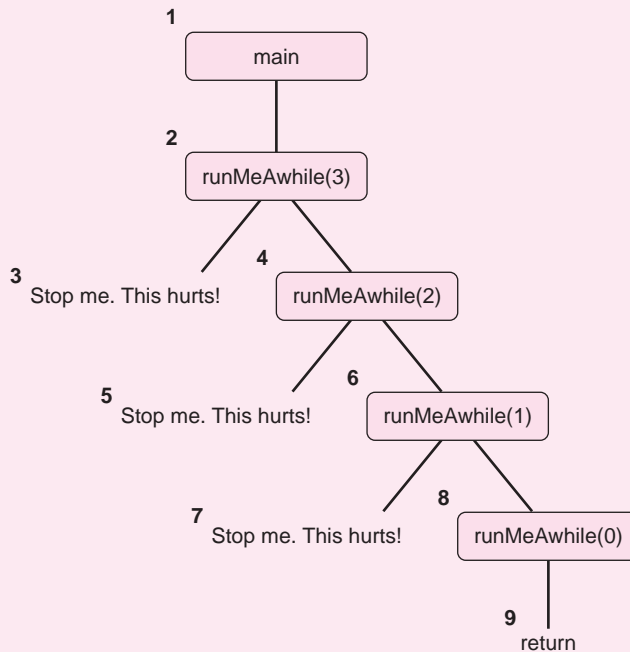 1
main
2
runMeAwhile(3)
3
Stop me. This hurts!
4
runMeAwhile(2)
5
Stop me. This hurts!
6
runMeAwhile(1)
7
Stop me. This hurts!
8
runMeAwhile(0)
9
return